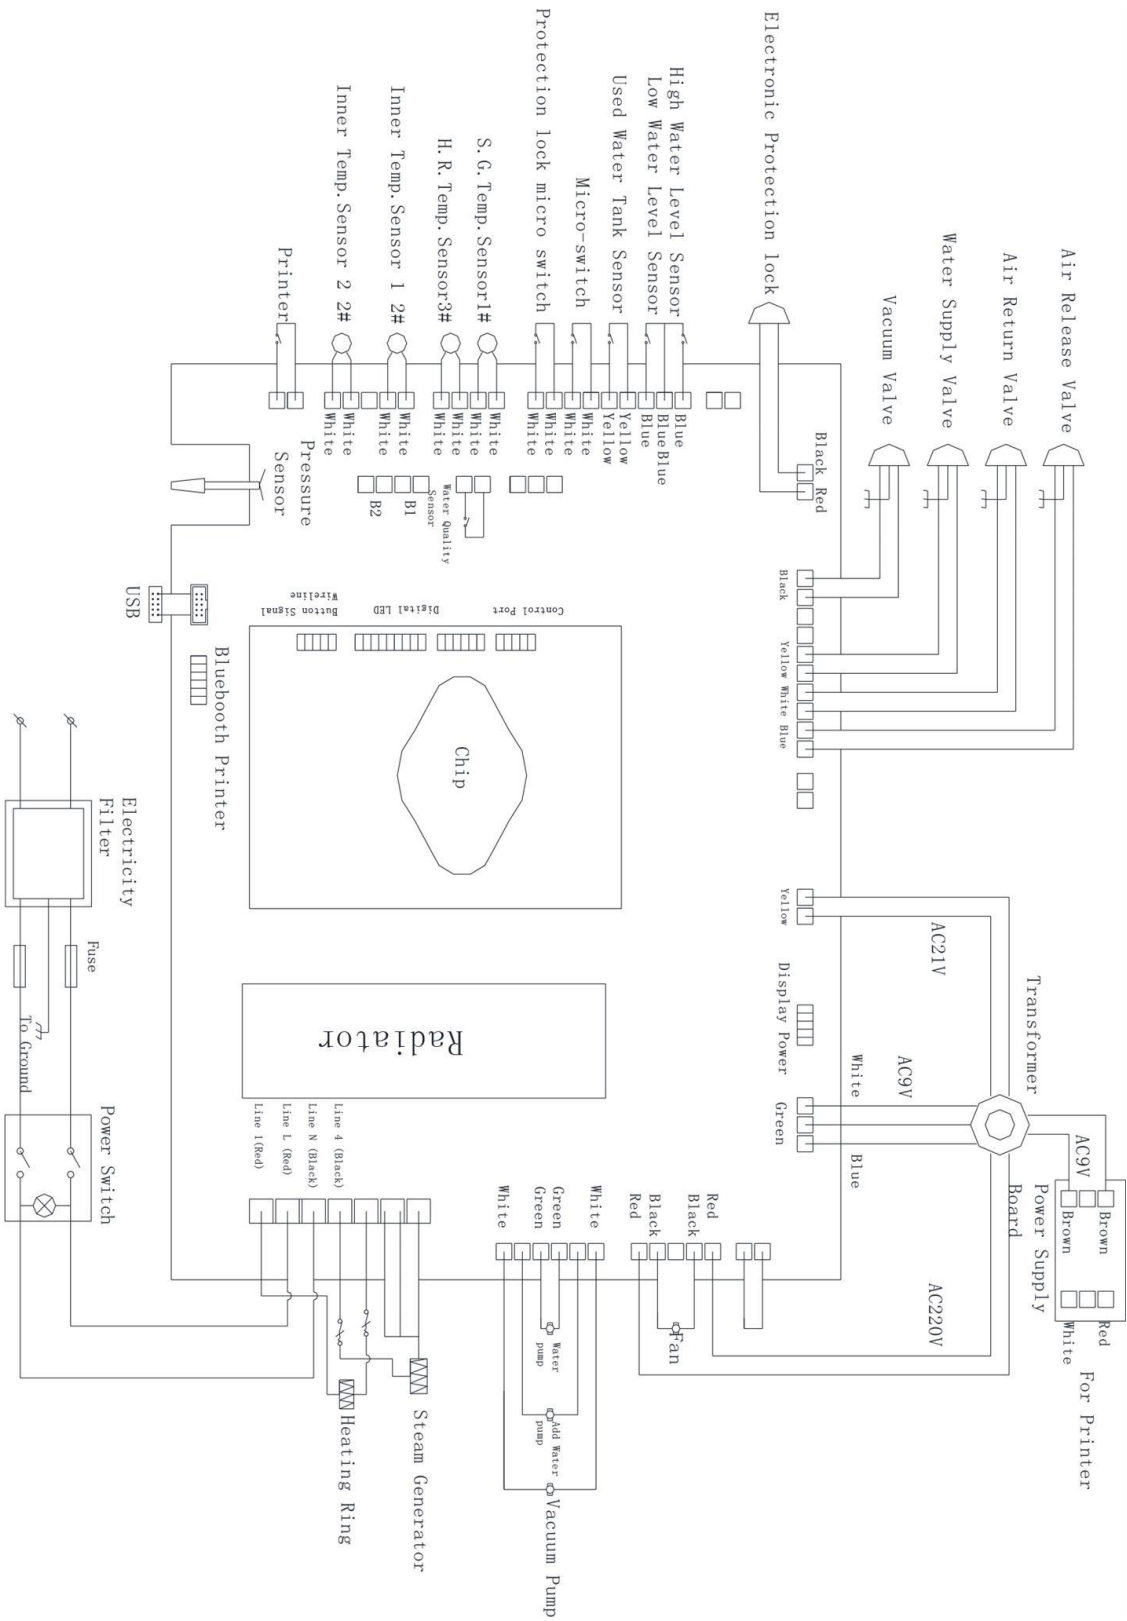 Electronic Protection lock
High Water Level Sensor
Low Water Level Sensor
Used Water Tank Sensor
Micro-switch
Protection lock micro switch
S.G.Temp.Sensor1#
H.R.Temp.Sensor3#
Inner Temp.Sensor 1 2#
Inner Temp.Sensor 2 2#
Printer
Air Release Valve
Air Return Valve
Water Supply Valve
Vacuum Valve
Black
Red
Blue
Blue
Blue
Blue
Yellow
Yellow
White
White
White
White
White
White
White
White
White
White
White
White
Pressure
Sensor
B1
B2
Water Quality
Sensor
Black
Yellow
White
Blue
USB
Bluebooth Printer
Button Signal
Wireline
Digital LED
Control Port
Chip
Electricity
Filter
Fuse
To Ground
Power Switch
Radiator
Yellow
AC21V
Display Power
Transformer
White
AC9V
Green
Blue
AC9V
Brown
Brown
Power Supply
Board
Red
White
For Printer
AC220V
Line 4 (Black)
Line N (Black)
Line L (Red)
Line 1(Red)
Red
Black
Black
Red
Fan
White
Green
Green
White
Water
pump
Add Water
pump
Vacuum Pump
Steam Generator
Heating Ring